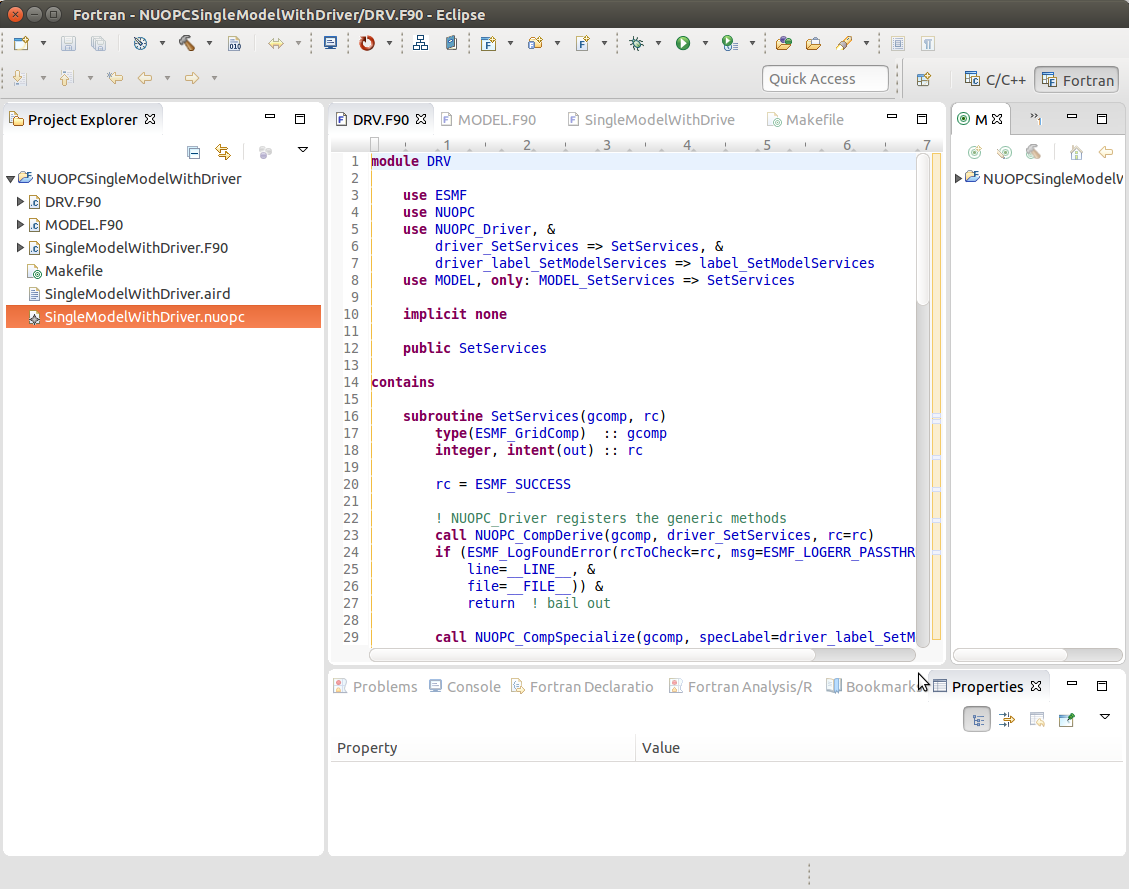 Fortran - NUOPCSingleModelWithDriver/DRV.F90 - Eclipse
010
Quick Access
C/C++
Fortran
Project Explorer
NUOPCSingleModelWithDriver
DRV.F90
MODEL.F90
SingleModelWithDriver.F90
Makefile
SingleModelWithDriver.aird
SingleModelWithDriver.nuopc
DRV.F90 MODEL.F90 SingleModelWithDrive Makefile
1 2 3 4 5 6 7
1 module DRV
2
3 use ESMF
4 use NUOPC
5 use NUOPC_Driver, &
6 driver_SetServices => SetServices, &
7 driver_label_SetModelServices => label_SetModelServices
8 use MODEL, only: MODEL_SetServices => SetServices
9
10 implicit none
11
12 public SetServices
13
14 contains
15
16 subroutine SetServices(gcomp, rc)
17 type(ESMF_GridComp)  :: gcomp
18 integer, intent(out) :: rc
19
20 rc = ESMF_SUCCESS
21
22 ! NUOPC_Driver registers the generic methods
23 call NUOPC_CompDerive(gcomp, driver_SetServices, rc=rc)
24 if (ESMF_LogFoundError(rcToCheck=rc, msg=ESMF_LOGERR_PASSTHR
25 line=__LINE__, &
26 file=__FILE__)) &
27 return  ! bail out
28
29 call NUOPC_CompSpecialize(gcomp, specLabel=driver_label_SetM
M
1
NUOPCSingleModelW
Problems Console Fortran Declaratio Fortran Analysis/R Bookmark Properties
Property Value